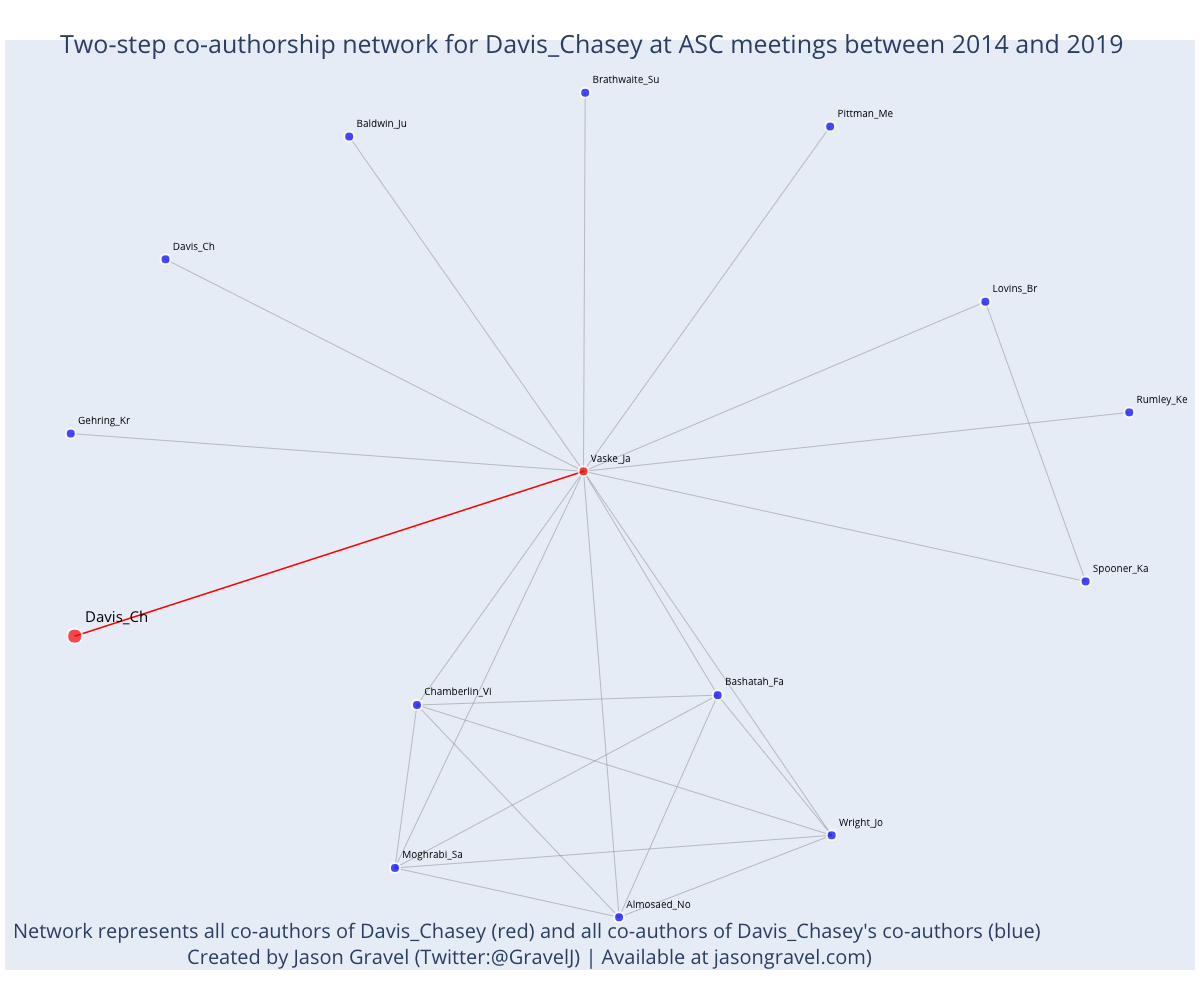 Two-step co-authorship network for Davis_Chasey at ASC meetings between 2014 and 2019
Brathwaite_Su
Pittman_Me
Baldwin_Ju
Davis_Ch
Lovins_Br
Rumley_Ke
Gehring_Kr
Vaske_Ja
Spooner_Ka
Davis_Ch
Bashatah_Fa
Chamberlin_Vi
Wright_Jo
Moghrabi_Sa
Almosaed_No
Network represents all co-authors of Davis_Chasey (red) and all co-authors of Davis_Chasey's co-authors (blue)
Created by Jason Gravel (Twitter:@GravelJ) | Available at jasongravel.com)